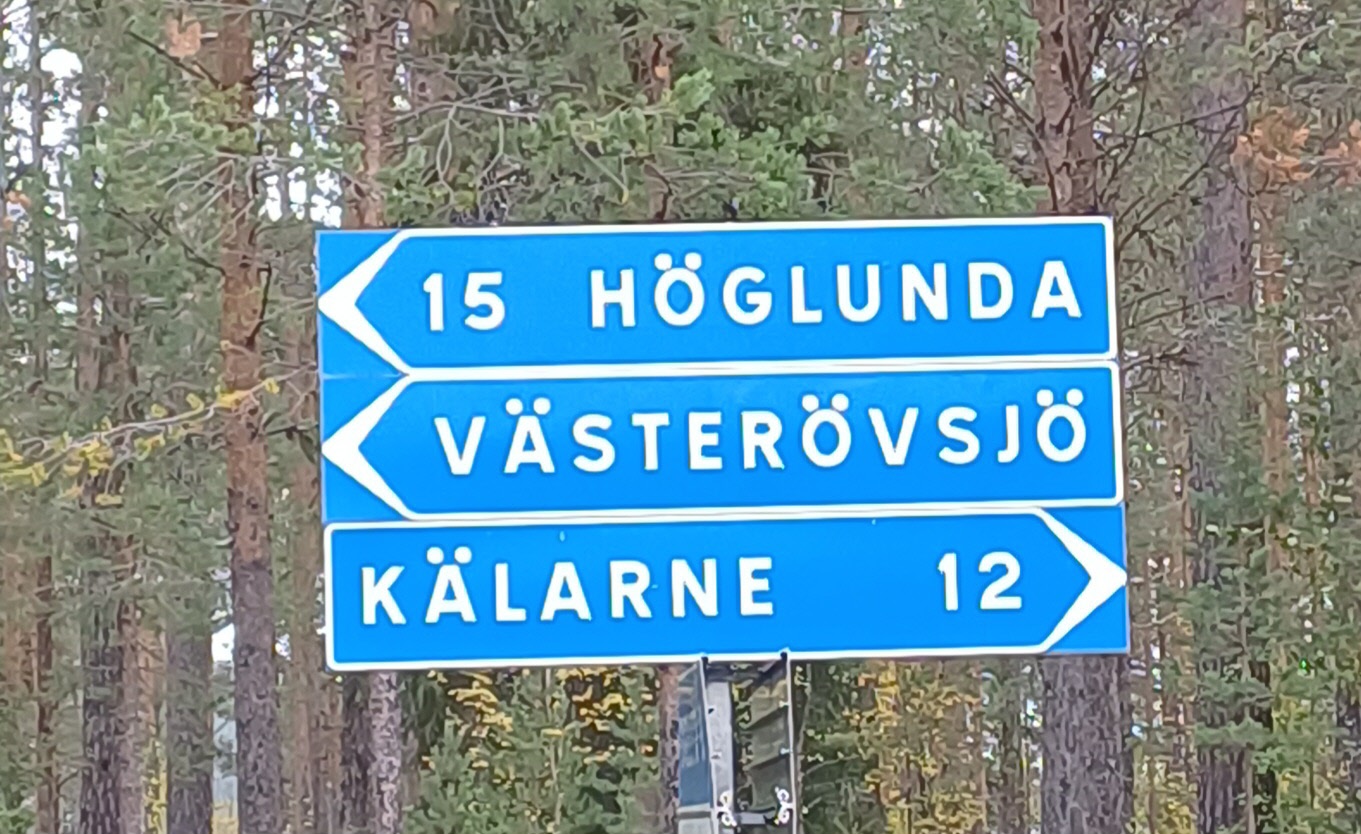 15 HÖGLUNDA
VÄSTERÖVSJÖ
KÄLARNE 12